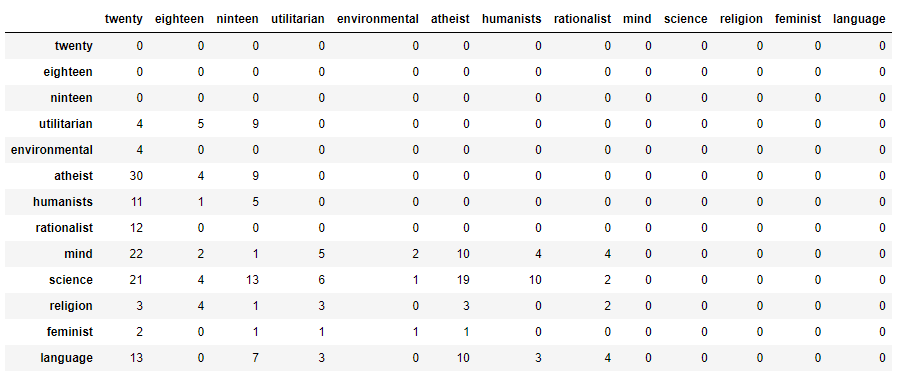 twenty eighteen ninteen utilitarian environmental atheist humanists rationalist mind science religion feminist language
twenty 0 0 0 0 0 0 0 0 0 0 0 0 0
eighteen 0 0 0 0 0 0 0 0 0 0 0 0 0
ninteen 0 0 0 0 0 0 0 0 0 0 0 0 0
utilitarian 4 5 9 0 0 0 0 0 0 0 0 0 0
environmental 4 0 0 0 0 0 0 0 0 0 0 0 0
atheist 30 4 9 0 0 0 0 0 0 0 0 0 0
humanists 11 1 5 0 0 0 0 0 0 0 0 0 0
rationalist 12 0 0 0 0 0 0 0 0 0 0 0 0
mind 22 2 1 5 2 10 4 4 0 0 0 0 0
science 21 4 13 6 1 19 10 2 0 0 0 0 0
religion 3 4 1 3 0 3 0 2 0 0 0 0 0
feminist 2 0 1 1 1 1 0 0 0 0 0 0 0
language 13 0 7 3 0 10 3 4 0 0 0 0 0